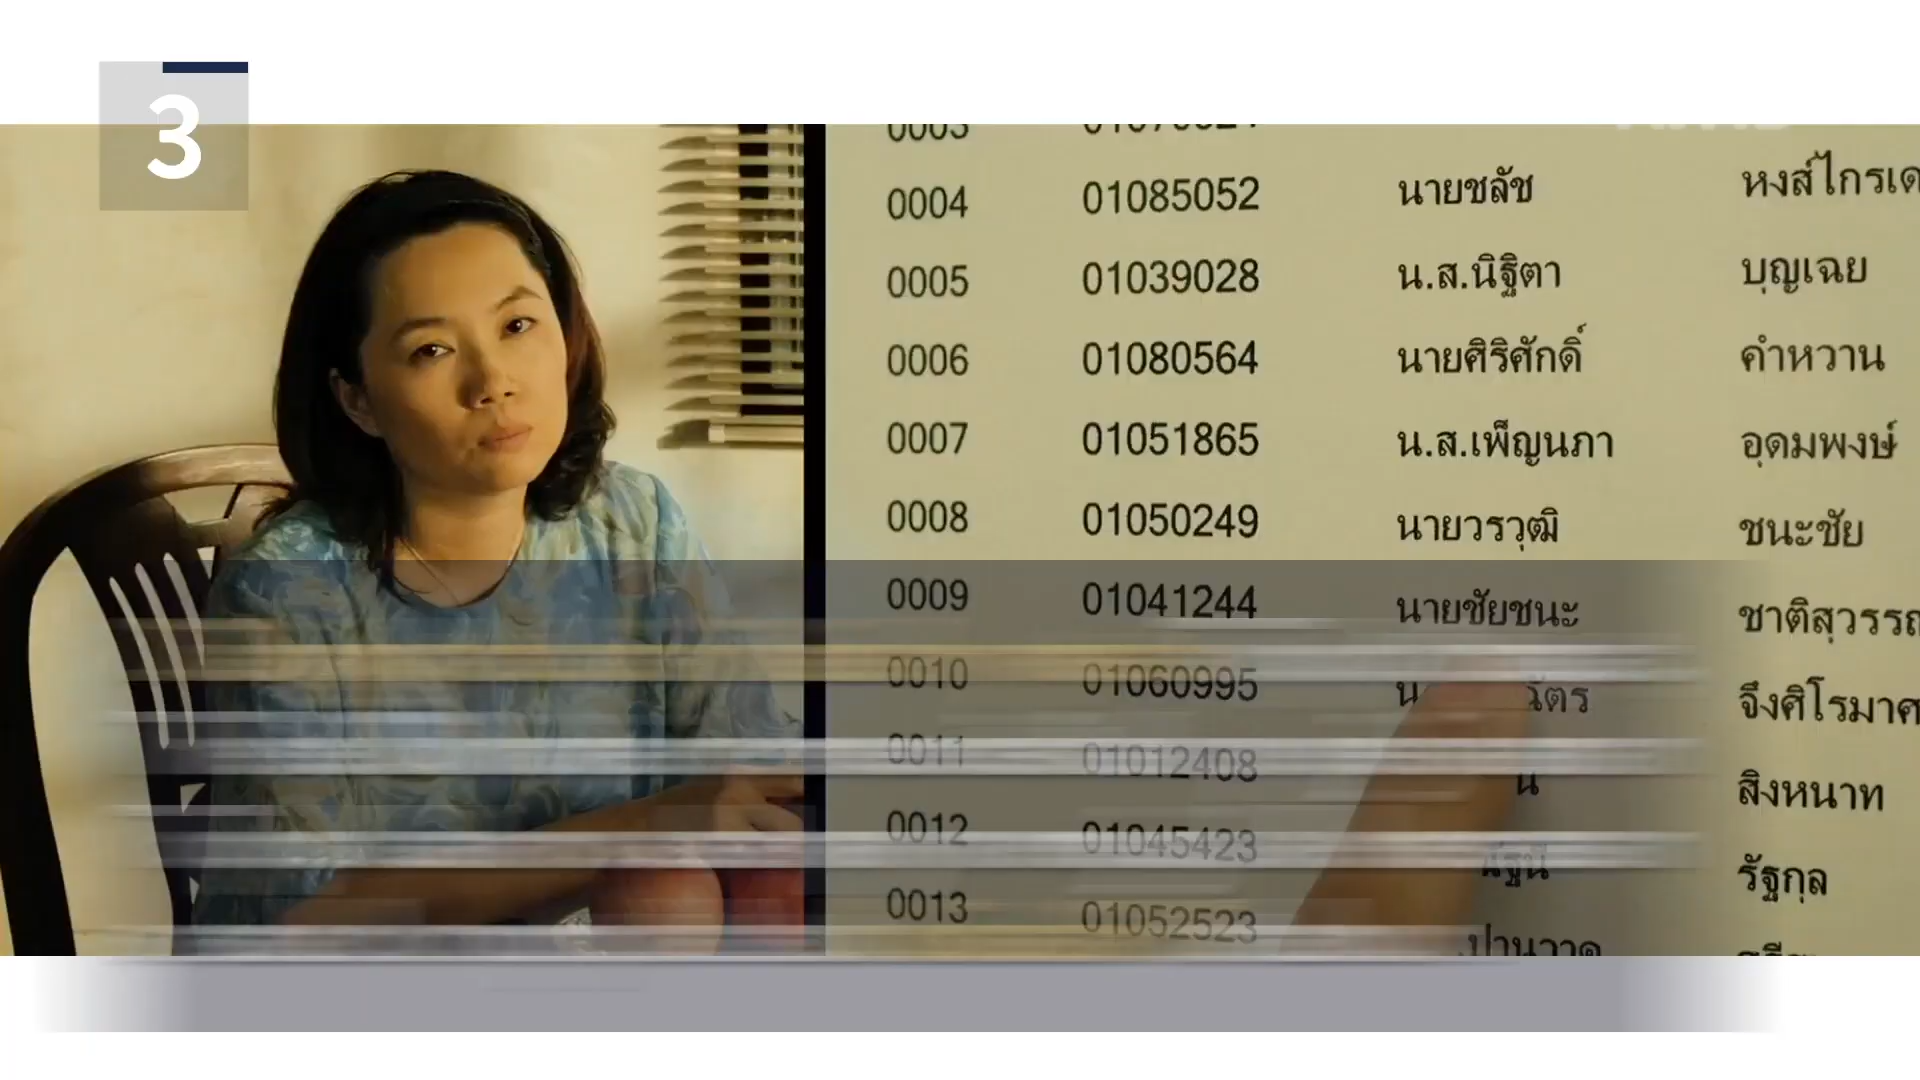 3
0003
0004 01085052 นายชลัช หงส์ไกรเ
0005 01039028 น.ส.นิฐิตา บุญเฉย
0006 01080564 นายศิริศักดิ์ คำหวาน
0007 01051865 น.ส.เพ็ญนภา อุดมพงษ์
0008 01050249 นายวรวุฒิ ชนะชัย
0009 01041244 นายชัยชนะ ชาติสุวรร
0010 01060995 จึงศิโรมาศ
0011 01012408 สิงหนาท
0012 01045423 รัฐกุล
0013 01052523